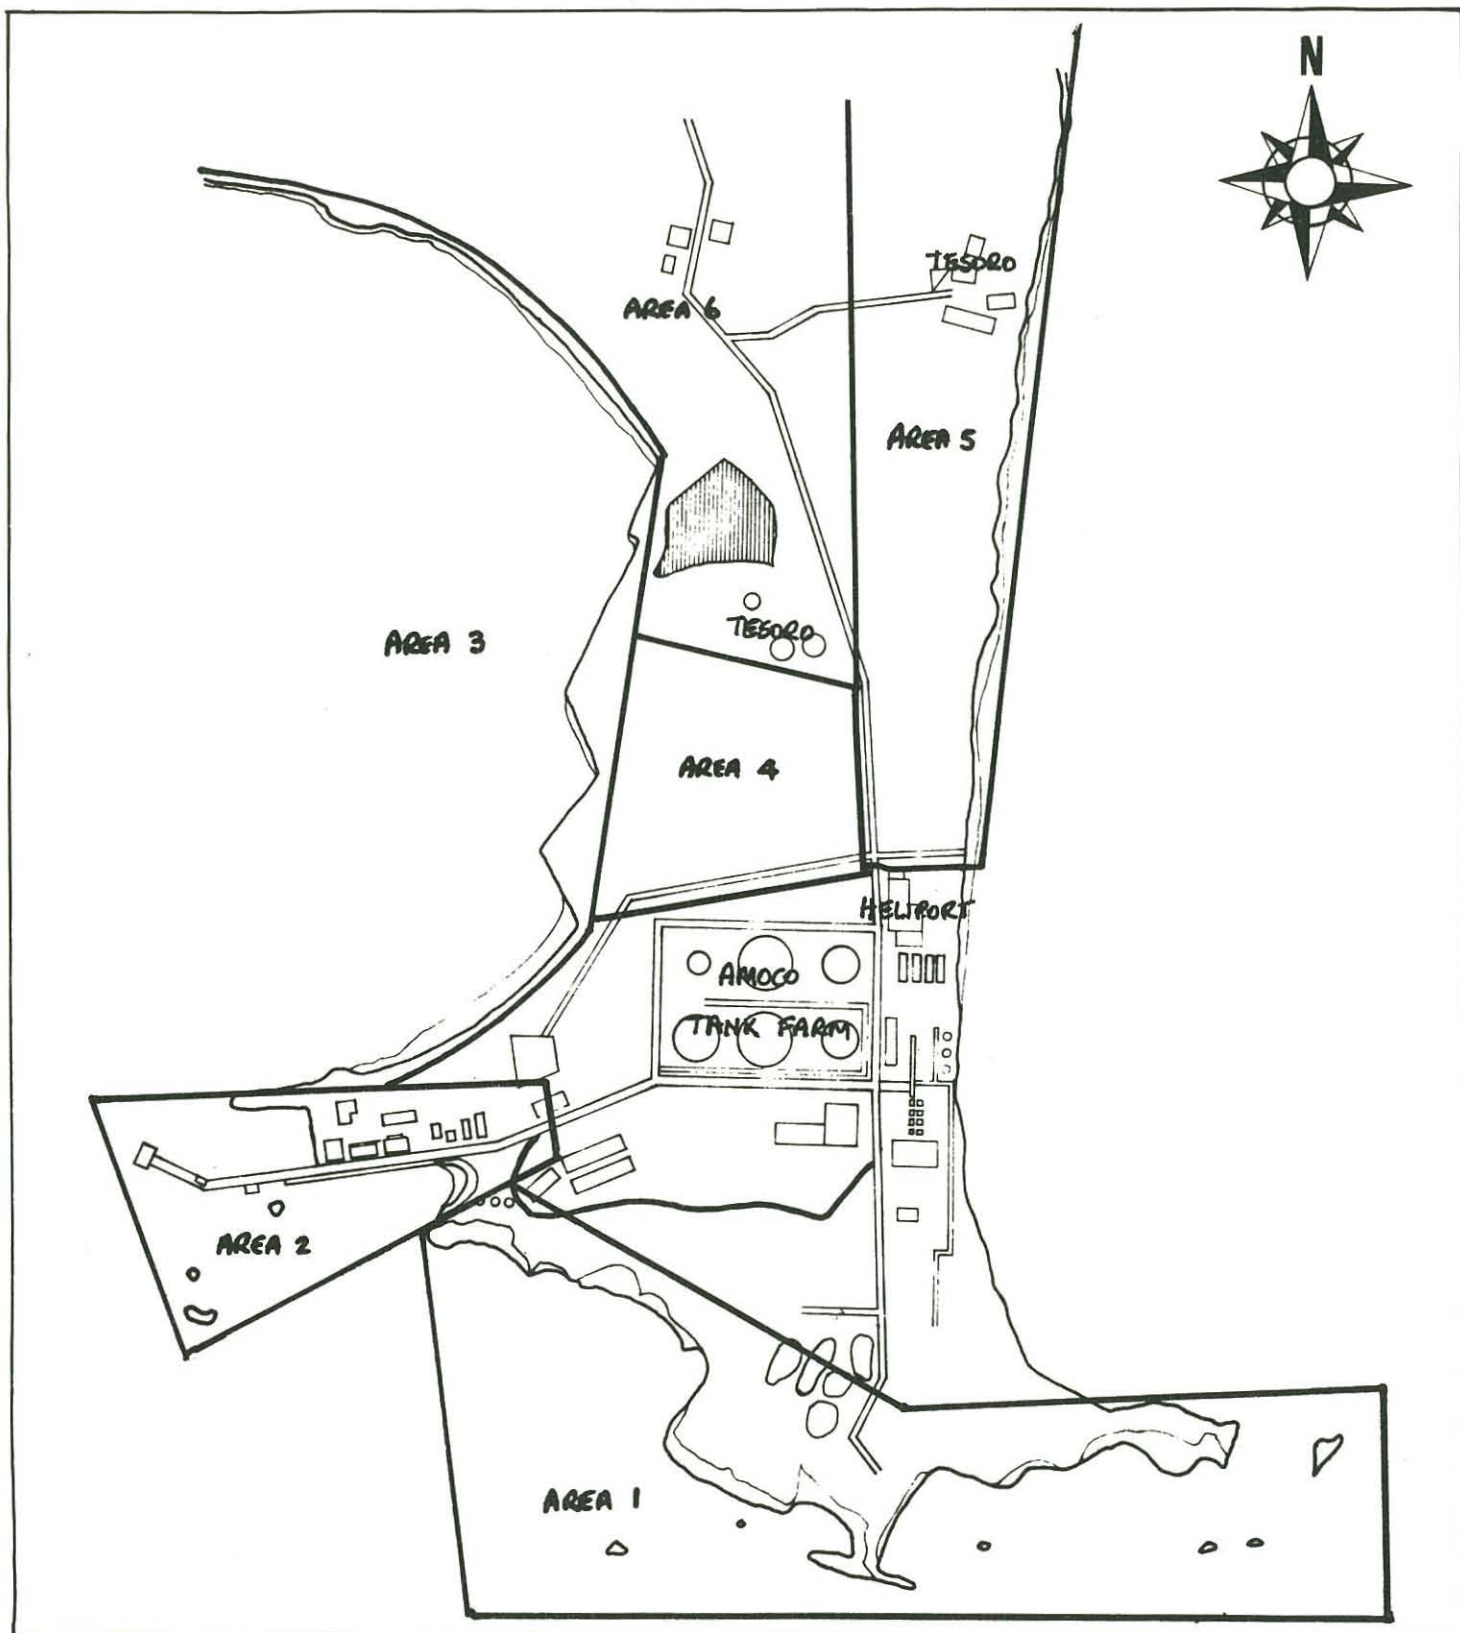 N
TESORO
AREA 6
AREA 5
TESORO
AREA 3
AREA 4
HELIPORT
AMOCO
TANK FARM
AREA 2
AREA 1